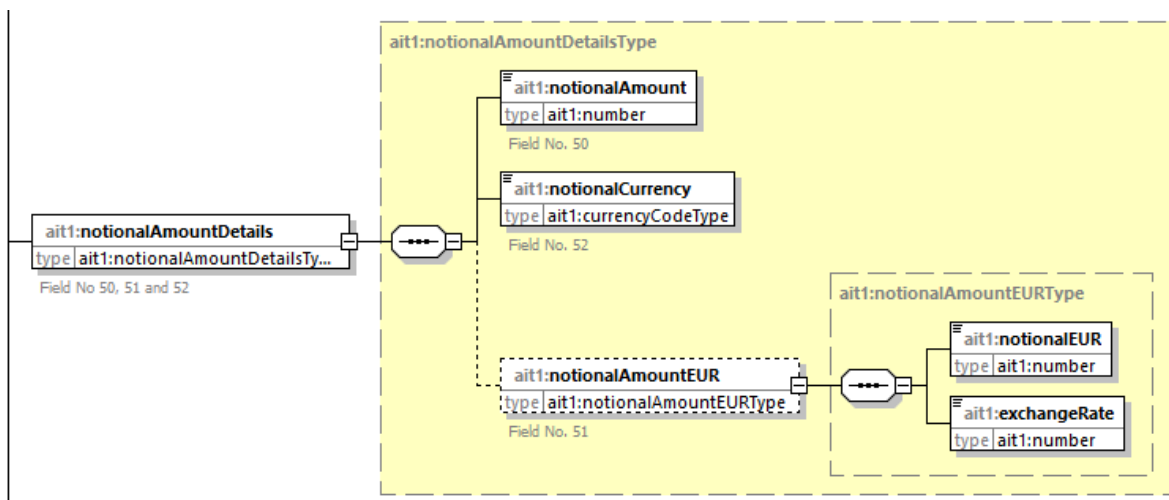 ait1:notionalAmountDetailsType
ait1:notionalAmount
type ait1:number
Field No. 50
ait1:notionalCurrency
type ait1:currencyCodeType
Field No. 52
ait1:notionalAmountDetails
type ait1:notionalAmountDetailsTy...
Field No 50, 51 and 52
ait1:notionalAmountEURType
ait1:notionalEUR
type ait1:number
ait1:notionalAmountEUR
type ait1:notionalAmountEURType
Field No. 51
ait1:exchangeRate
type ait1:number